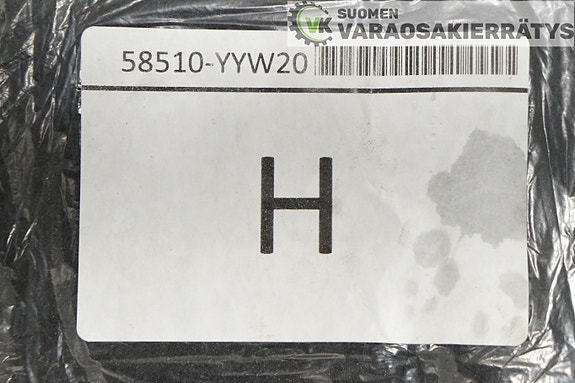 SUOMEN
VK VARAOSAKIERRÄTYS
58510-YYW20
H